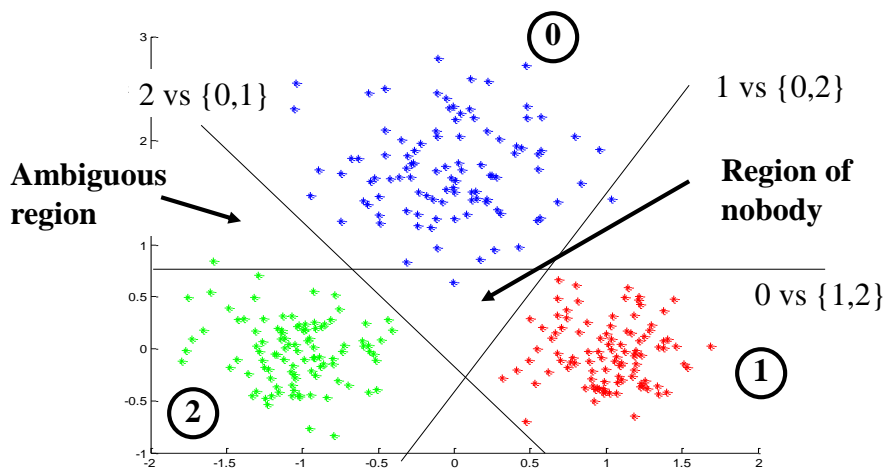 0
3
2 vs {0,1}
1 vs {0,2}
2
Ambiguous
region
Region of
nobody
1
0.5
0 vs {1,2}
0
1
2
-0.5
-1
-2
-1.5
-1
-0.5
0
0.5
1
1.5
2